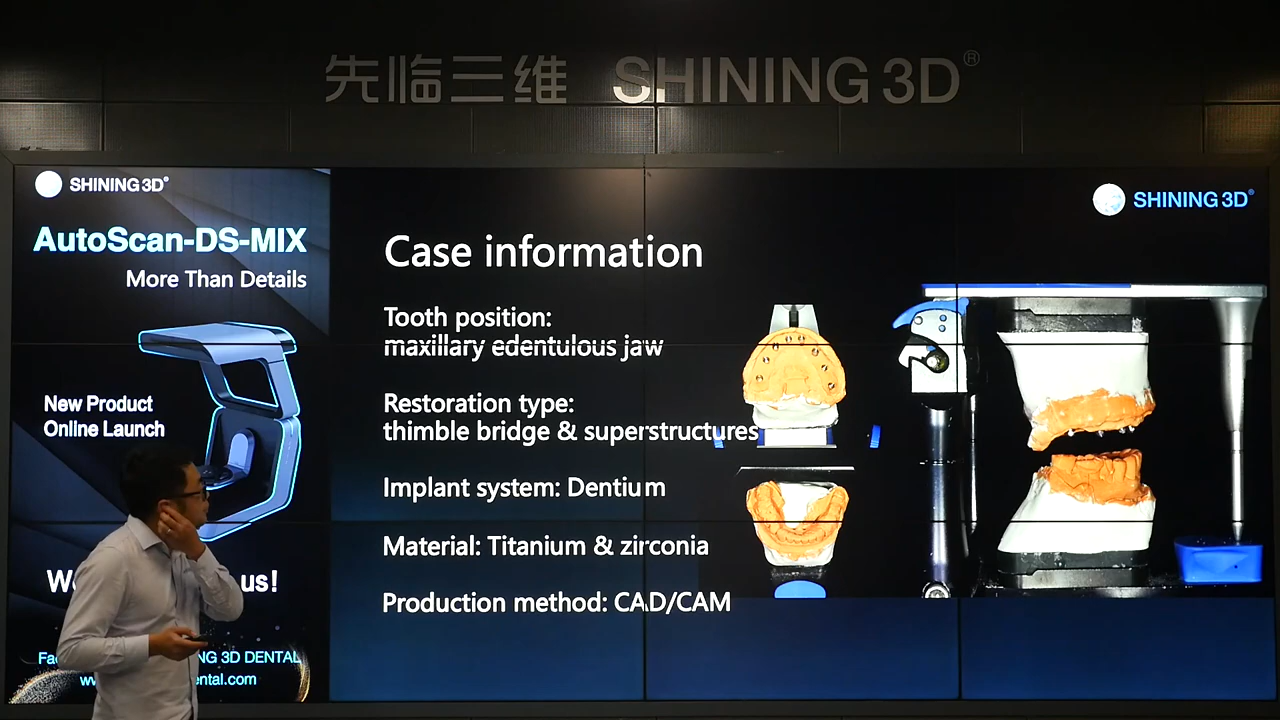 先临三维 SHINING 3D®
SHINING 3D®
AutoScan-DS-MIX
More Than Details
New Product
Online Launch
us!
NG 3D DENTAL
ental.com
SHINING 3D®
Case information
Tooth position:
maxillary edentulous jaw
Restoration type:
thimble bridge & superstructures
Implant system: Dentium
Material: Titanium & zirconia
Production method: CAD/CAM